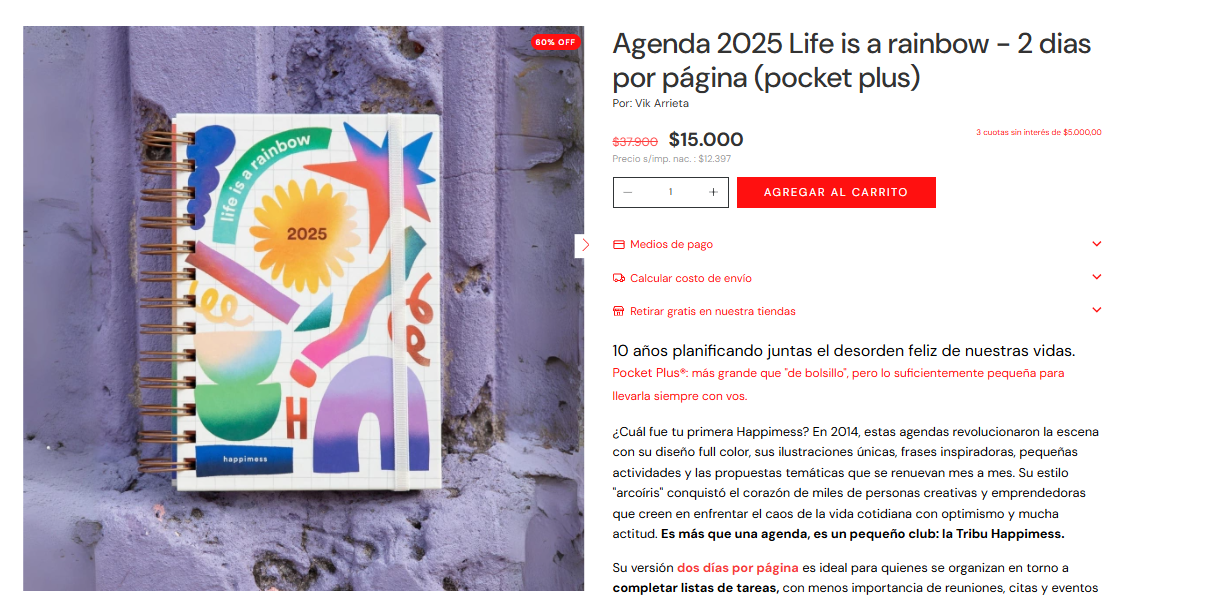 60% OFF
life is a rainbow
2025
happimess
Agenda 2025 Life is a rainbow - 2 dias
por página (pocket plus)
Por: Vik Arrieta
$37.900 $15.000
3 cuotas sin interés de $5.000,00
Precio s/imp. nac. : $12.397
− 1 +
AGREGAR AL CARRITO
Medios de pago
Calcular costo de envío
Retirar gratis en nuestra tiendas
10 años planificando juntas el desorden feliz de nuestras vidas.
Pocket Plus®: más grande que "de bolsillo", pero lo suficientemente pequeña para
llevarla siempre con vos.
¿Cuál fue tu primera Happimess? En 2014, estas agendas revolucionaron la escena
con su diseño full color, sus ilustraciones únicas, frases inspiradoras, pequeñas
actividades y las propuestas temáticas que se renuevan mes a mes. Su estilo
"arcoíris" conquistó el corazón de miles de personas creativas y emprendedoras
que creen en enfrentar el caos de la vida cotidiana con optimismo y mucha
actitud. Es más que una agenda, es un pequeño club: la Tribu Happimess.
Su versión dos días por página es ideal para quienes se organizan en torno a
completar listas de tareas, con menos importancia de reuniones, citas y eventos